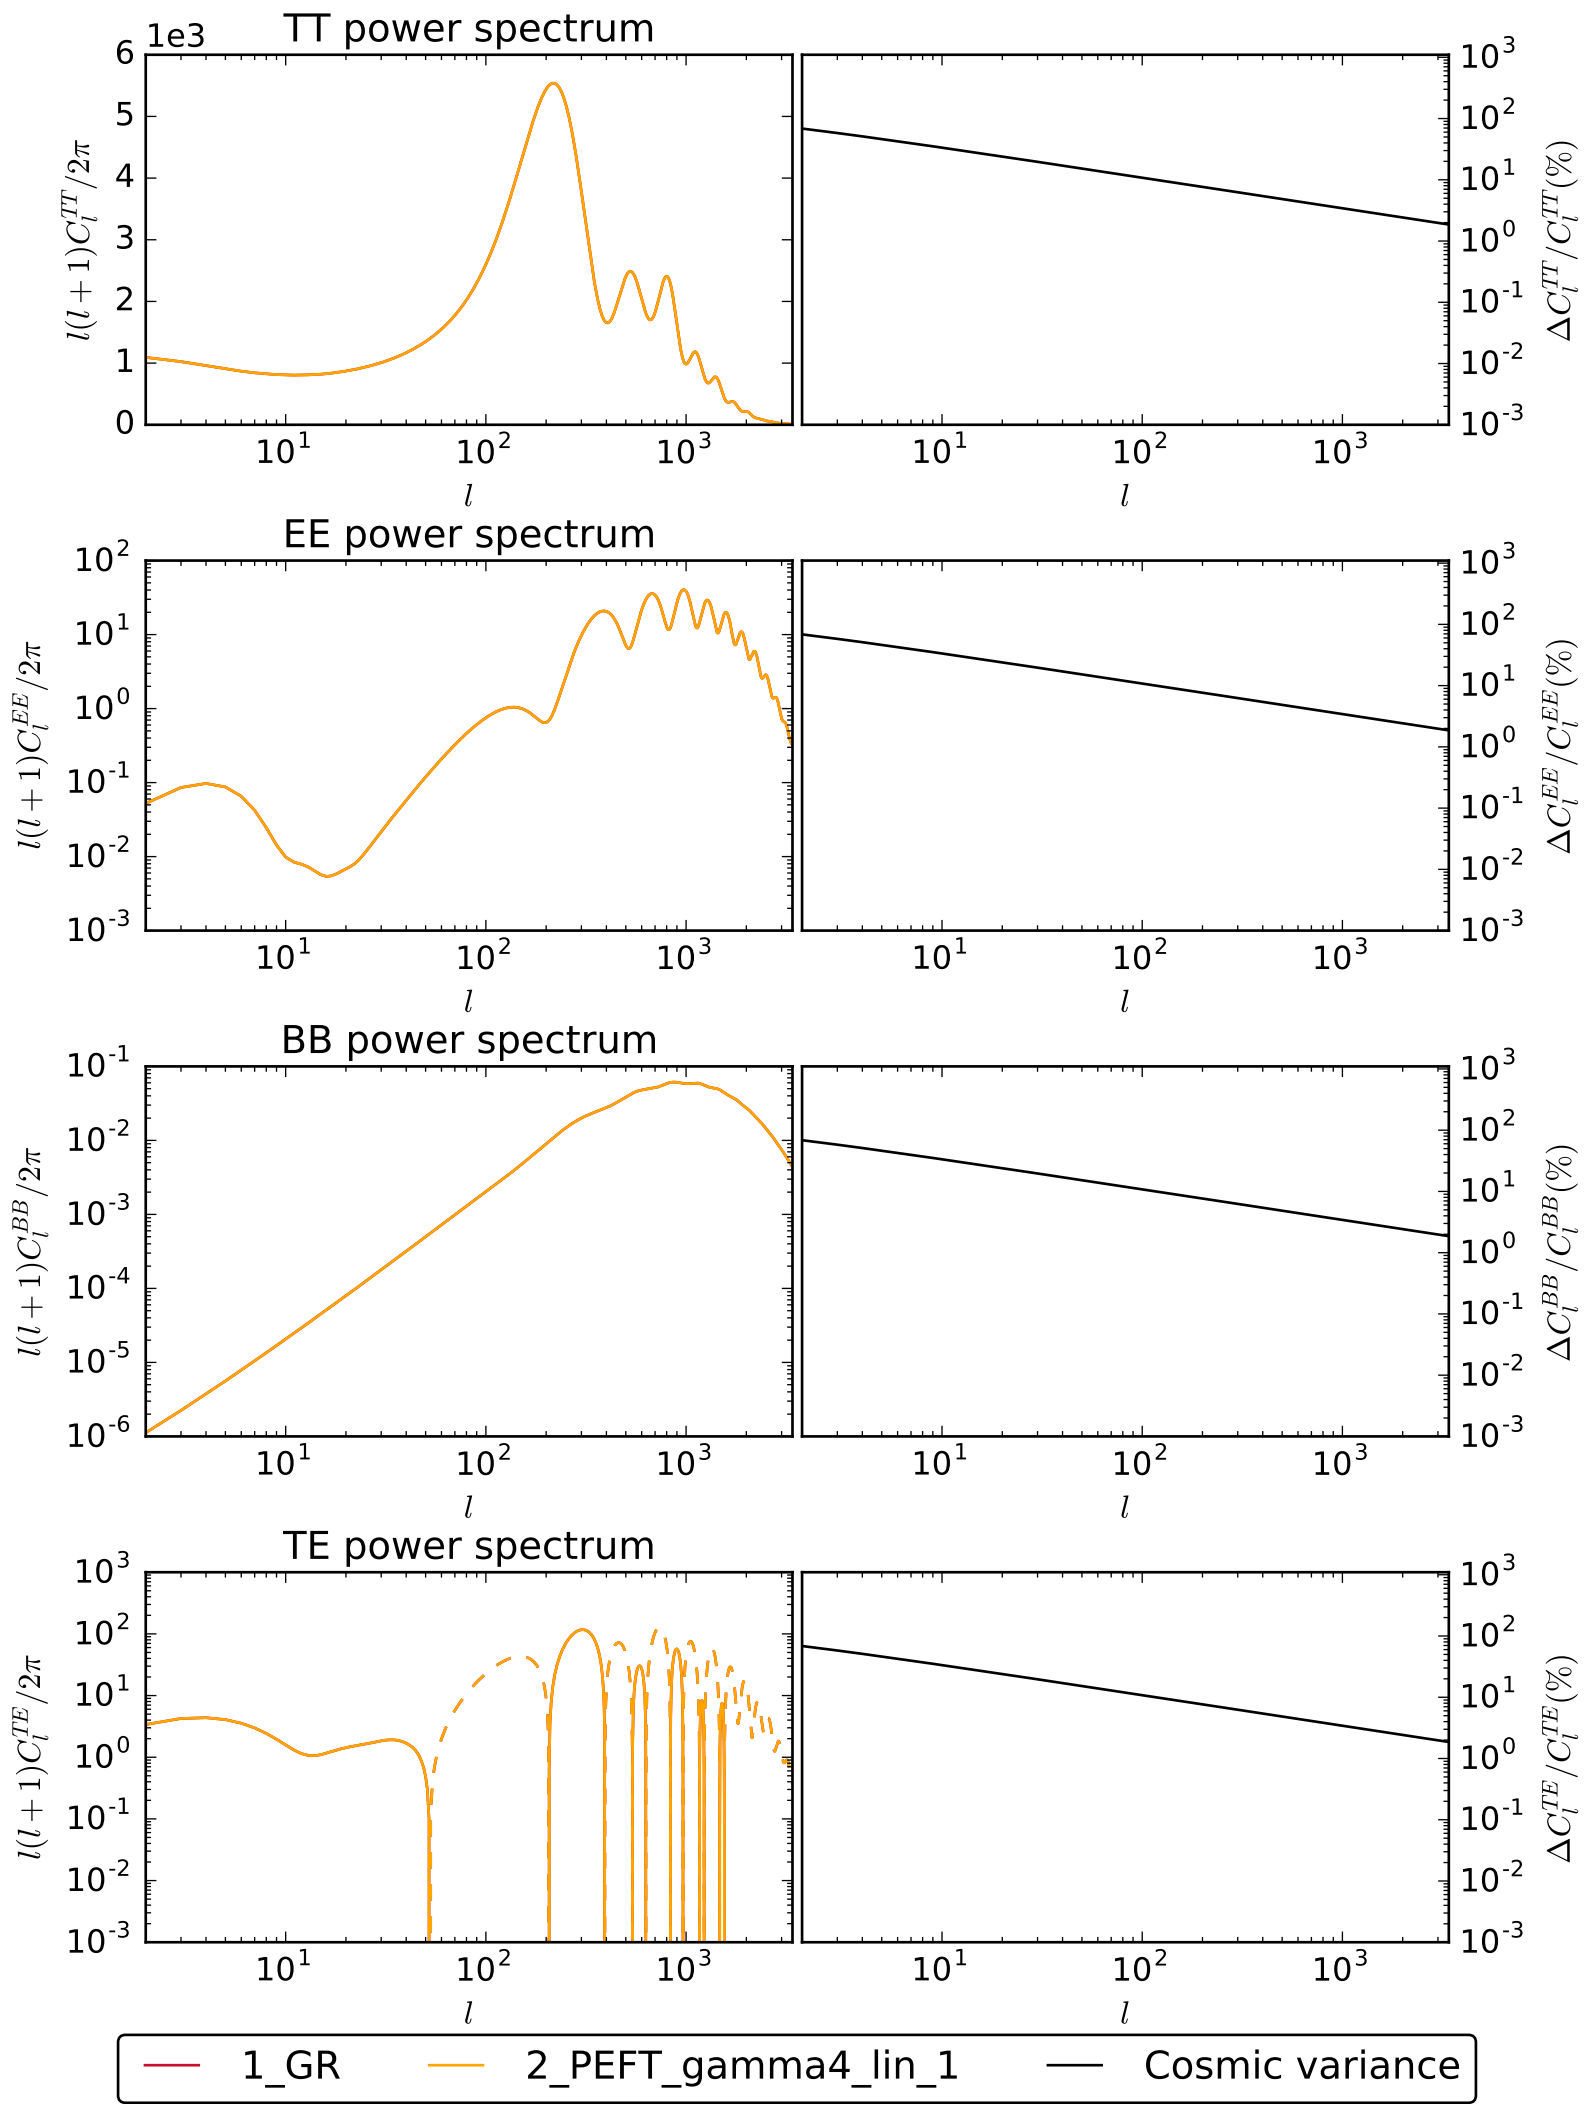 TT power spectrum
1e3
6
5
4
3
2
1
0
l(l + 1)C_l^{TT}/2π
10^1 10^2 10^3
l
10^3
10^2
10^1
10^0
10^-1
10^-2
10^-3
ΔC_l^{TT}/C_l^{TT}(%)
10^1 10^2 10^3
l
EE power spectrum
10^2
10^1
10^0
10^-1
10^-2
10^-3
l(l + 1)C_l^{EE}/2π
10^1 10^2 10^3
l
10^3
10^2
10^1
10^0
10^-1
10^-2
10^-3
ΔC_l^{EE}/C_l^{EE}(%)
10^1 10^2 10^3
l
BB power spectrum
10^-1
10^-2
10^-3
10^-4
10^-5
10^-6
l(l + 1)C_l^{BB}/2π
10^1 10^2 10^3
l
10^3
10^2
10^1
10^0
10^-1
10^-2
10^-3
ΔC_l^{BB}/C_l^{BB}(%)
10^1 10^2 10^3
l
TE power spectrum
10^3
10^2
10^1
10^0
10^-1
10^-2
10^-3
l(l + 1)C_l^{TE}/2π
10^1 10^2 10^3
l
10^3
10^2
10^1
10^0
10^-1
10^-2
10^-3
ΔC_l^{TE}/C_l^{TE}(%)
10^1 10^2 10^3
l
1_GR 2_PEFT_gamma4_lin_1 Cosmic variance